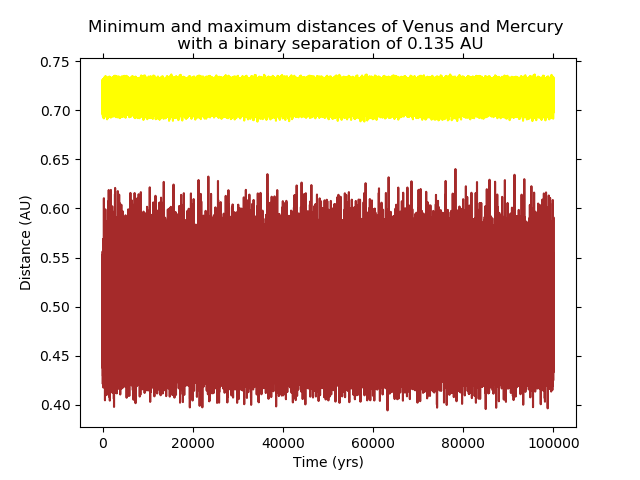 Minimum and maximum distances of Venus and Mercury
with a binary separation of 0.135 AU
0.75
0.70
0.65
0.60
0.55
0.50
0.45
0.40
Distance (AU)
0 20000 40000 60000 80000 100000
Time (yrs)